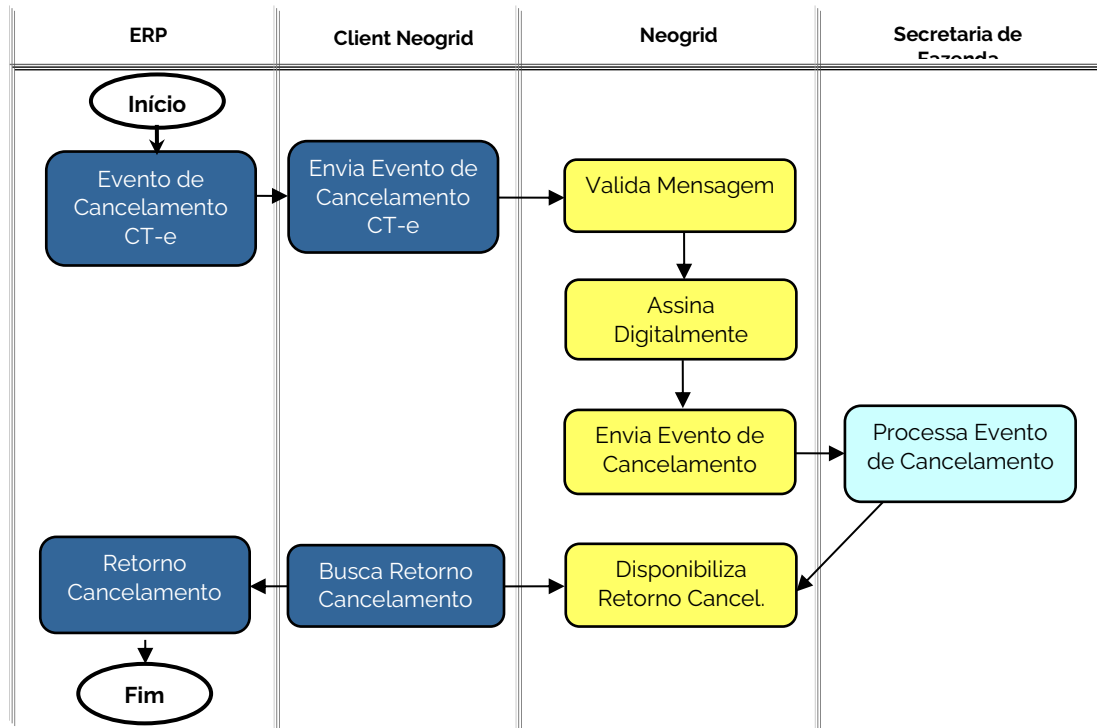 ERP
Client Neogrid
Neogrid
Secretaria de
Fazenda
Início
Evento de
Cancelamento
CT-e
Envia Evento de
Cancelamento
CT-e
Valida Mensagem
Assina
Digitalmente
Envia Evento de
Cancelamento
Processa Evento
de Cancelamento
Retorno
Cancelamento
Busca Retorno
Cancelamento
Disponibiliza
Retorno Cancel.
Fim